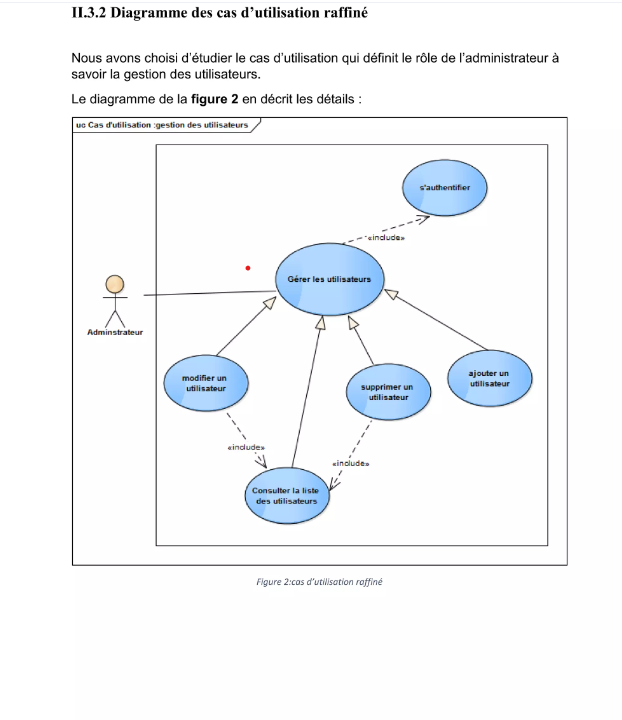 II.3.2 Diagramme des cas d’utilisation raffiné
Nous avons choisi d’étudier le cas d’utilisation qui définit le rôle de l’administrateur à
savoir la gestion des utilisateurs.
Le diagramme de la figure 2 en décrit les détails :
uc Cas d'utilisation :gestion des utilisateurs
s'authentifier
«include»
Gérer les utilisateurs
Adminstrateur
modifier un
utilisateur
supprimer un
utilisateur
ajouter un
utilisateur
«include»
«include»
Consulter la liste
des utilisateurs
Figure 2:cas d’utilisation raffiné